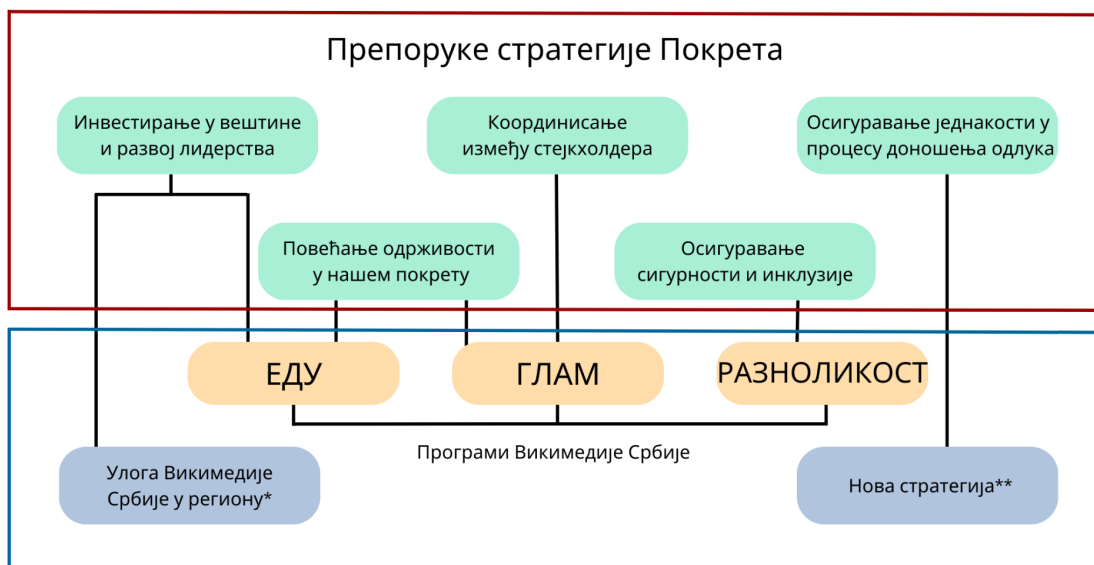 Препоруке стратегије Покрета
Инвестирање у вештине
и развој лидерства
Координисање
између стејкхолдера
Осигуравање једнакости у
процесу доношења одлука
Повећање одрживости
у нашем покрету
Осигуравање
сигурности и инклузије
ЕДУ
ГЛАМ
РАЗНОЛИКОСТ
Програми Викимедије Србије
Улога Викимедије
Србије у региону*
Нова стратегија**